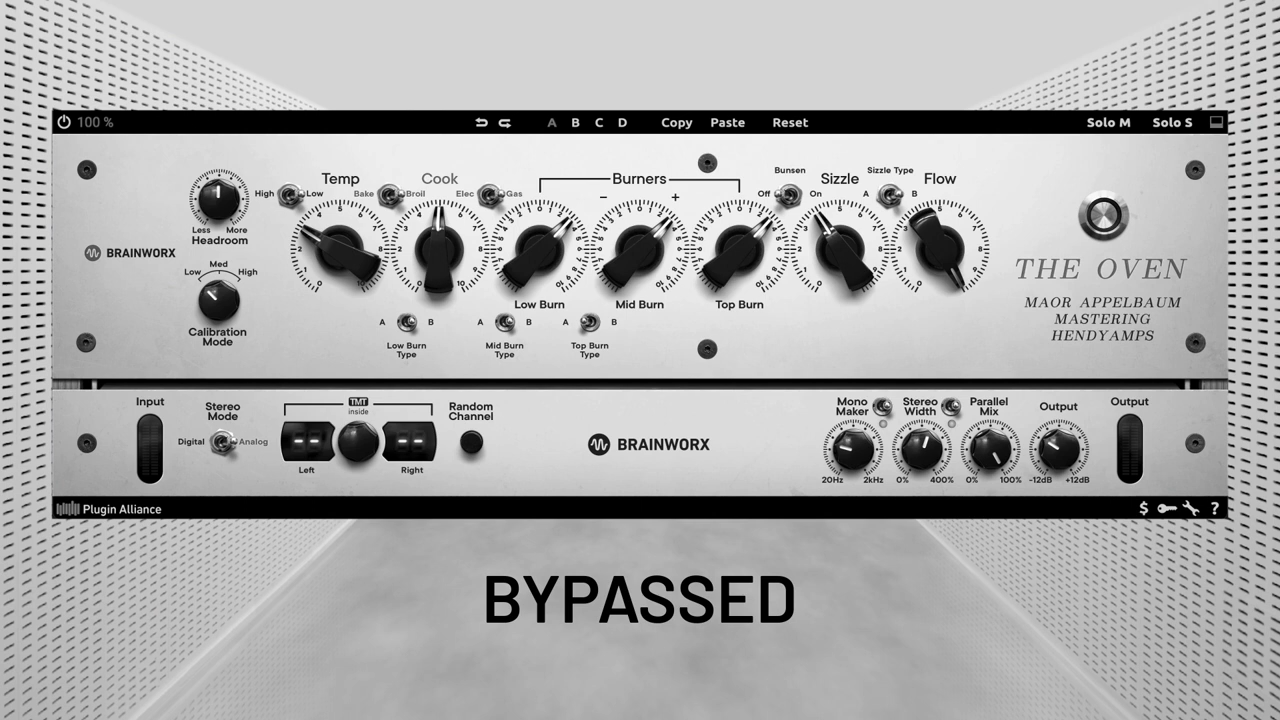 100 %
A B C D Copy Paste Reset
Solo M Solo S
High Low
Temp
Bake Broil
Cook
Elec Gas
Burners
− +
Bunsen
Off On
Sizzle
Sizzle Type
A B
Flow
Less More
Headroom
Low Med High
Calibration
Mode
BRAINWORX
Low Burn
Mid Burn
Top Burn
A B
Low Burn
Type
A B
Mid Burn
Type
A B
Top Burn
Type
THE OVEN
MAOR APPELBAUM
MASTERING
HENDYAMPS
Input
Stereo
Mode
Digital Analog
TMT
inside
-- --
Left Right
Random
Channel
BRAINWORX
Mono
Maker
20Hz 2kHz
Stereo
Width
0% 400%
Parallel
Mix
0% 100%
Output
-12dB +12dB
Output
Plugin Alliance
$ ?
BYPASSED